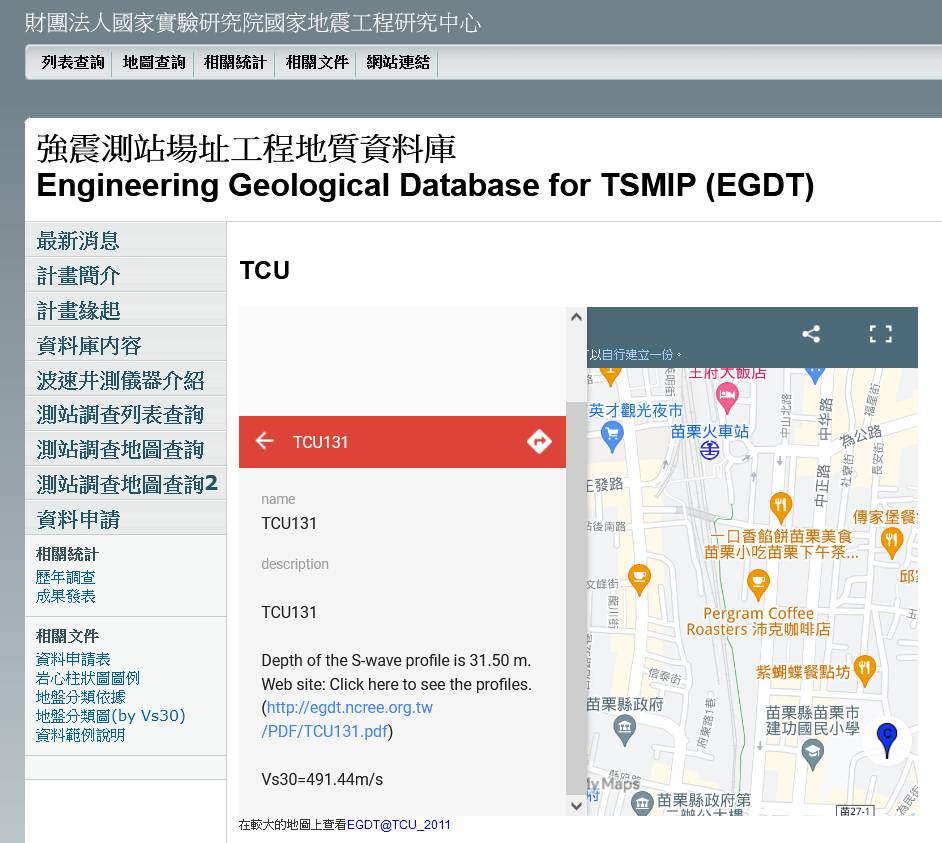 財團法人國家實驗研究院國家地震工程研究中心
列表查詢 地圖查詢 相關統計 相關文件 網站連結
強震測站場址工程地質資料庫
Engineering Geological Database for TSMIP (EGDT)
最新消息
計畫簡介
計畫緣起
資料庫內容
波速井測儀器介紹
測站調查列表查詢
測站調查地圖查詢
測站調查地圖查詢2
資料申請
相關統計
歷年調查
成果發表
相關文件
資料申請表
岩心柱狀圖圖例
地盤分類依據
地盤分類圖(by Vs30)
資料範例說明
TCU
TCU131
name
TCU131
description
TCU131
Depth of the S-wave profile is 31.50 m.
Web site: Click here to see the profiles.
(http://egdt.ncree.org.tw
/PDF/TCU131.pdf)
Vs30=491.44m/s
以自行建立一份。
王府大飯店
英才觀光夜市
苗栗火車站
中山北路
中华路
福星街
為公路
長安街
社寮街
中正路
正發路
站後南路
傳家堡餐
一口香餡餅苗栗美食
苗栗小吃苗栗下午茶...
文峰街
Pergram Coffee
Roasters 沛克咖啡店
紫蝴蝶餐點坊
信泰街
府東路1巷
苗栗縣政府
苗栗縣苗栗市
建功國民小學
C
縣府路
My Maps
府
苗栗縣政府第
二辦公大樓
苗27-1
為民街
在較大的地圖上查看EGDT@TCU_2011